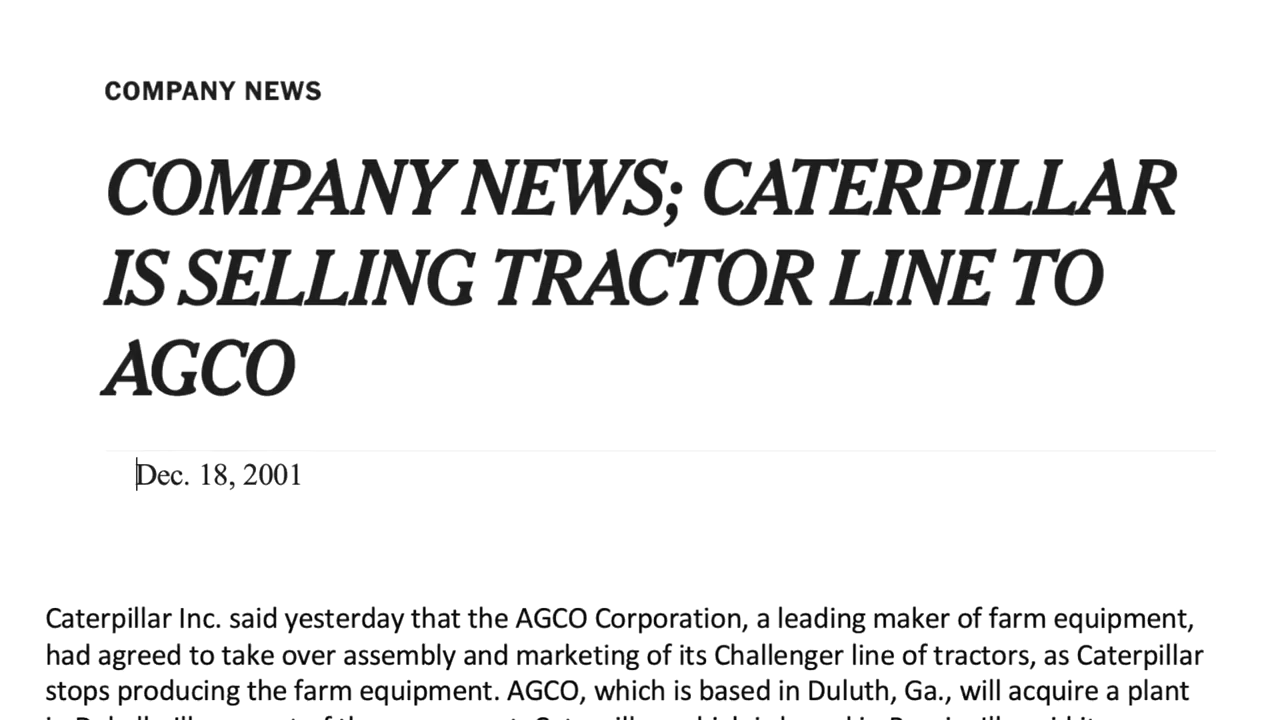 COMPANY NEWS
COMPANY NEWS; CATERPILLAR
IS SELLING TRACTOR LINE TO
AGCO
Dec. 18, 2001
Caterpillar Inc. said yesterday that the AGCO Corporation, a leading maker of farm equipment,
had agreed to take over assembly and marketing of its Challenger line of tractors, as Caterpillar
stops producing the farm equipment. AGCO, which is based in Duluth, Ga., will acquire a plant